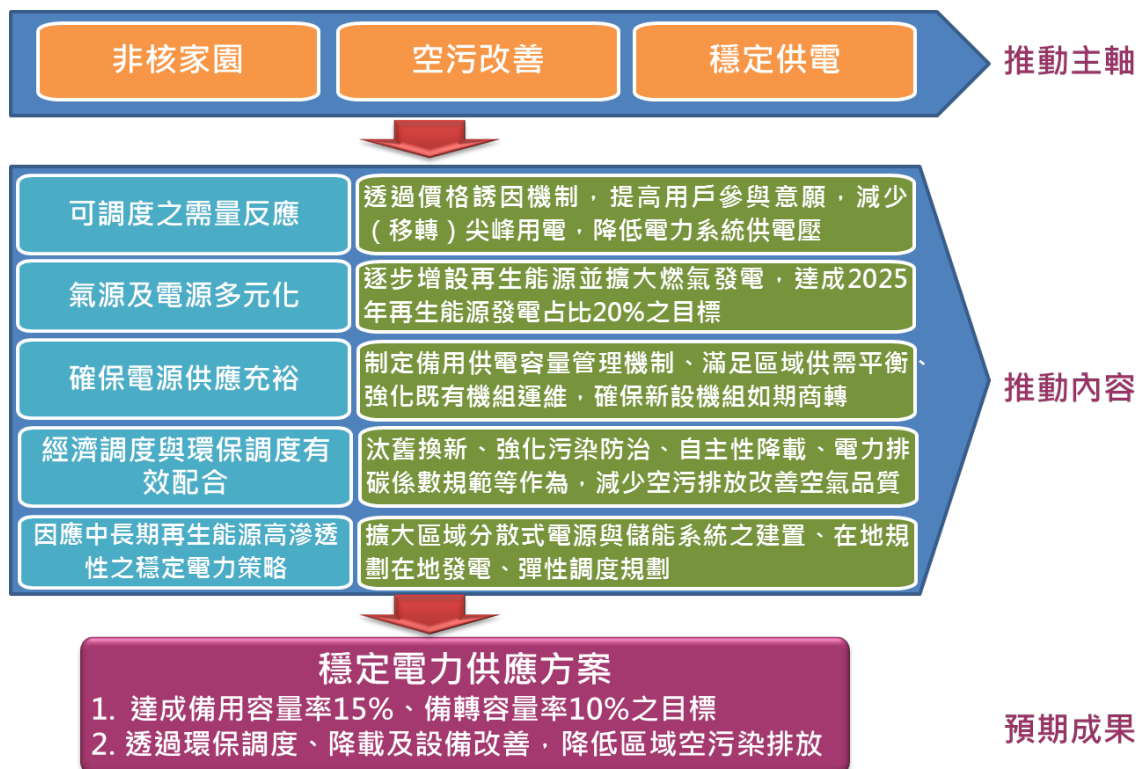 非核家園
空污改善
穩定供電
推動主軸
可調度之需量反應
透過價格誘因機制，提高用戶參與意願，減少
（移轉）尖峰用電，降低電力系統供電壓
氣源及電源多元化
逐步增設再生能源並擴大燃氣發電，達成2025
年再生能源發電占比20%之目標
確保電源供應充裕
制定備用供電容量管理機制、滿足區域供需平衡、
強化既有機組運維，確保新設機組如期商轉
推動內容
經濟調度與環保調度有
效配合
汰舊換新、強化污染防治、自主性降載、電力排
碳係數規範等作為，減少空污排放改善空氣品質
因應中長期再生能源高滲透
性之穩定電力策略
擴大區域分散式電源與儲能系統之建置、在地規
劃在地發電、彈性調度規劃
穩定電力供應方案
1. 達成備用容量率15%、備轉容量率10%之目標
2. 透過環保調度、降載及設備改善，降低區域空污染排放
預期成果